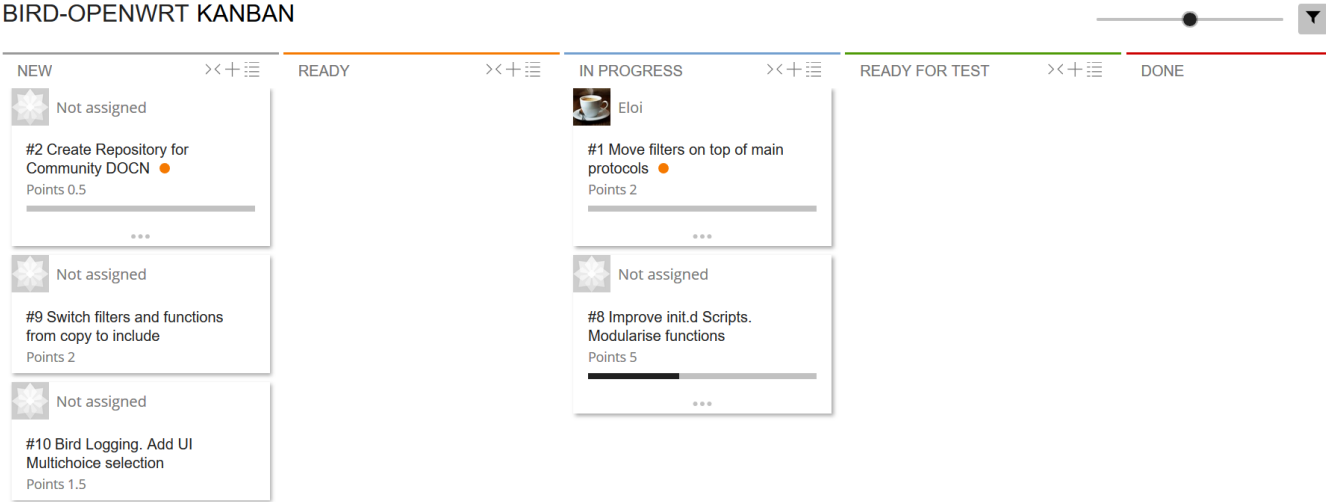 BIRD-OPENWRT KANBAN
NEW
READY
IN PROGRESS
READY FOR TEST
DONE
Not assigned
#2 Create Repository for
Community DOCN
Points 0.5
Not assigned
#9 Switch filters and functions
from copy to include
Points 2
Not assigned
#10 Bird Logging. Add UI
Multichoice selection
Points 1.5
Eloi
#1 Move filters on top of main
protocols
Points 2
Not assigned
#8 Improve init.d Scripts.
Modularise functions
Points 5